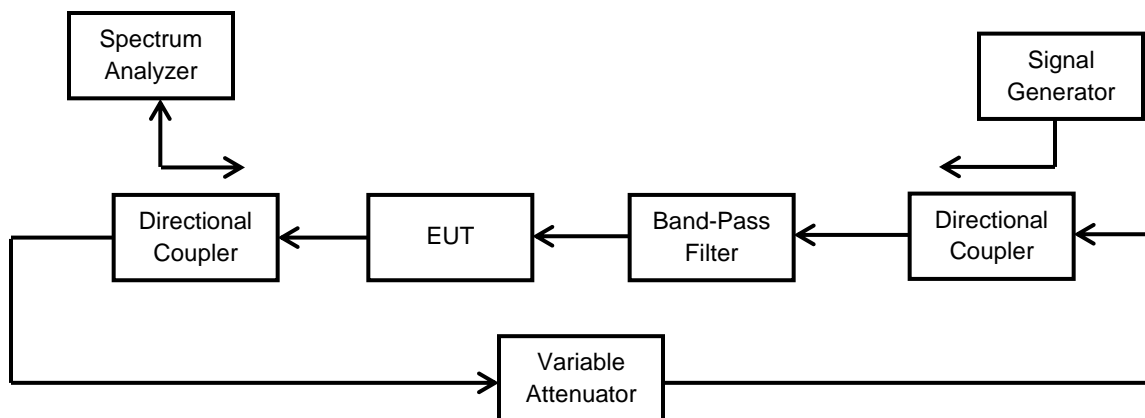 Spectrum
Analyzer
Signal
Generator
Directional
Coupler
EUT
Band-Pass
Filter
Directional
Coupler
Variable
Attenuator